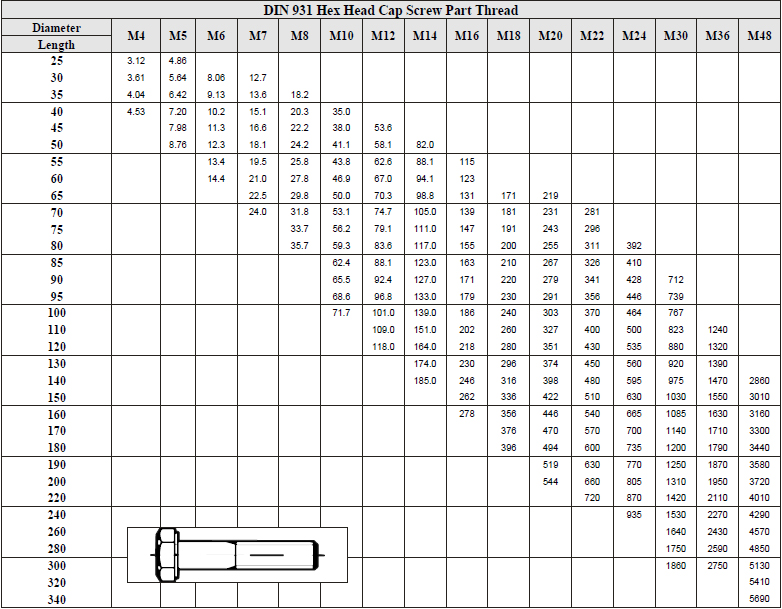 DIN 931 Hex Head Cap Screw Part Thread
Diameter M4 M5 M6 M7 M8 M10 M12 M14 M16 M18 M20 M22 M24 M30 M36 M48
Length
25 3.12 4.86
30 3.61 5.64 8.06 12.7
35 4.04 6.42 9.13 13.6 18.2
40 4.53 7.20 10.2 15.1 20.3 35.0
45 7.98 11.3 16.6 22.2 38.0 53.6
50 8.76 12.3 18.1 24.2 41.1 58.1 82.0
55 13.4 19.5 25.8 43.8 62.6 88.1 115
60 14.4 21.0 27.8 46.9 67.0 94.1 123
65 22.5 29.8 50.0 70.3 98.8 131 171 219
70 24.0 31.8 53.1 74.7 105.0 139 181 231 281
75 33.7 56.2 79.1 111.0 147 191 243 296
80 35.7 59.3 83.6 117.0 155 200 255 311 392
85 62.4 88.1 123.0 163 210 267 326 410
90 65.5 92.4 127.0 171 220 279 341 428 712
95 68.6 96.8 133.0 179 230 291 356 446 739
100 71.7 101.0 139.0 186 240 303 370 464 767
110 109.0 151.0 202 260 327 400 500 823 1240
120 118.0 164.0 218 280 351 430 535 880 1320
130 174.0 230 296 374 450 560 920 1390
140 185.0 246 316 398 480 595 975 1470 2860
150 262 336 422 510 630 1030 1550 3010
160 278 356 446 540 665 1085 1630 3160
170 376 470 570 700 1140 1710 3300
180 396 494 600 735 1200 1790 3440
190 519 630 770 1250 1870 3580
200 544 660 805 1310 1950 3720
220 720 870 1420 2110 4010
240 935 1530 2270 4290
260 1640 2430 4570
280 1750 2590 4850
300 1860 2750 5130
320 5410
340 5690